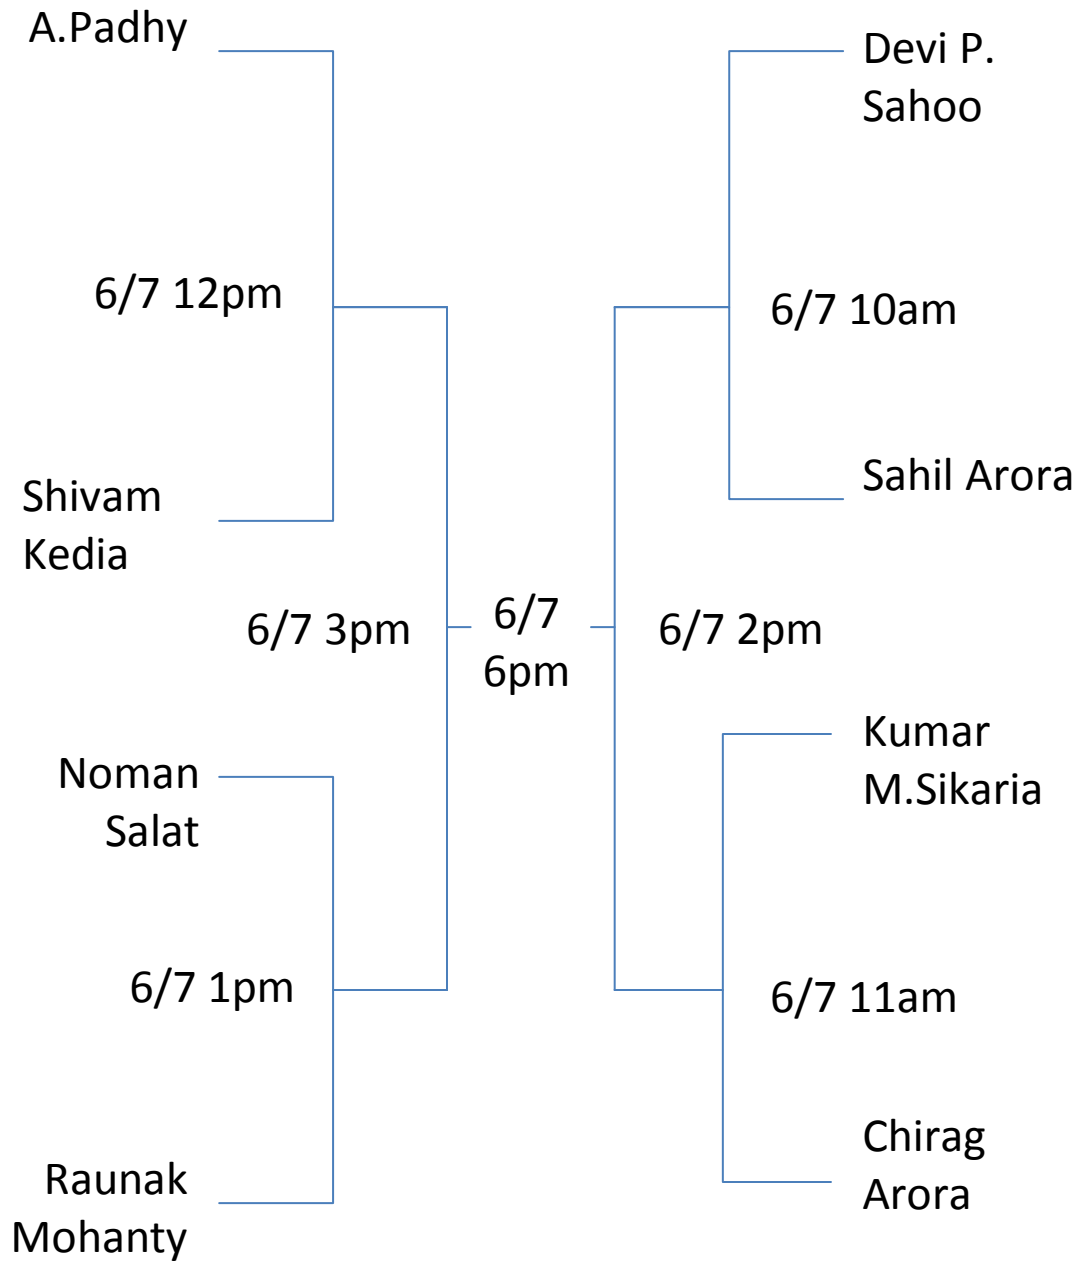 A.Padhy
Devi P.
Sahoo
6/7 12pm
6/7 10am
Shivam
Kedia
Sahil Arora
6/7 3pm
6/7
6pm
6/7 2pm
Noman
Salat
Kumar
M.Sikaria
6/7 1pm
6/7 11am
Raunak
Mohanty
Chirag
Arora